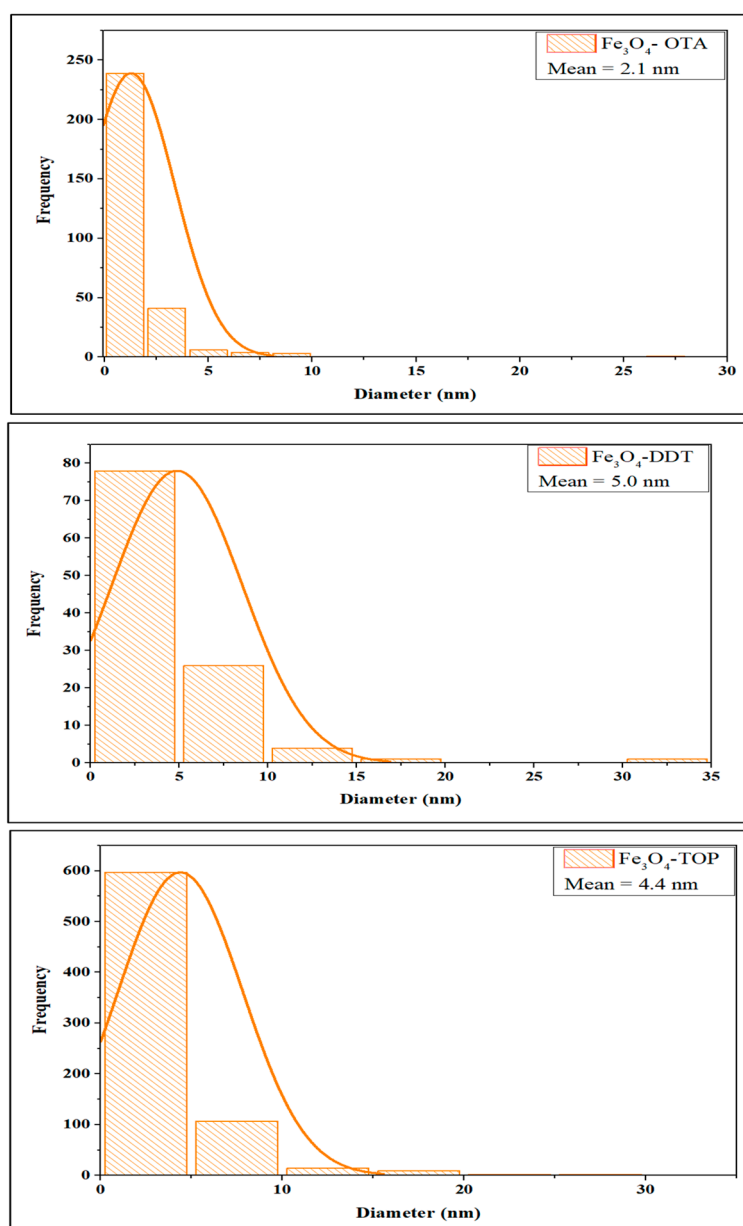 Fe₃O₄- OTA
Mean = 2.1 nm
Frequency
250
200
150
100
50
0
0 5 10 15 20 25 30
Diameter (nm)
Fe₃O₄-DDT
Mean = 5.0 nm
Frequency
80
70
60
50
40
30
20
10
0
0 5 10 15 20 25 30 35
Diameter (nm)
Fe₃O₄-TOP
Mean = 4.4 nm
Frequency
600
500
400
300
200
100
0
0 10 20 30
Diameter (nm)